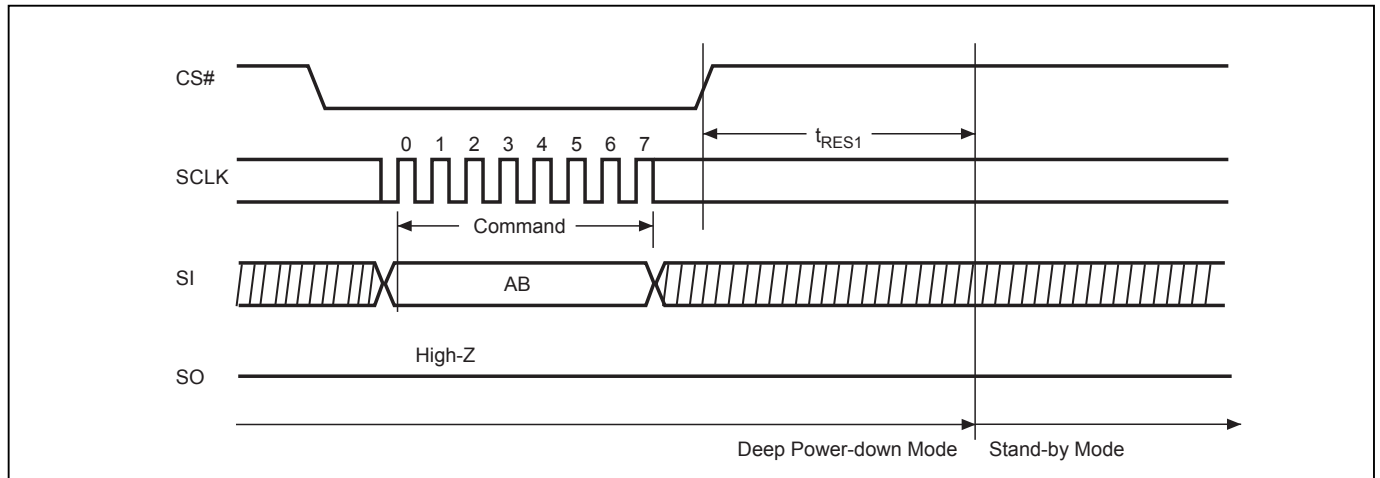 CS#
tRES1
0 1 2 3 4 5 6 7
SCLK
Command
SI
AB
High-Z
SO
Deep Power-down Mode Stand-by Mode